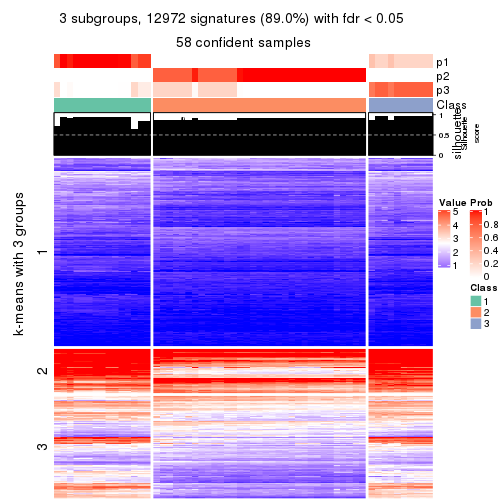 3 subgroups, 12972 signatures (89.0%) with fdr < 0.05
58 confident samples
p1
p2
p3
Class
1
0.5
0
silhouette
Silhouette
score
k-means with 3 groups
1
2
3
Value
5
4
3
2
1
Prob
1
0.8
0.6
0.4
0.2
0
Class
1
2
3